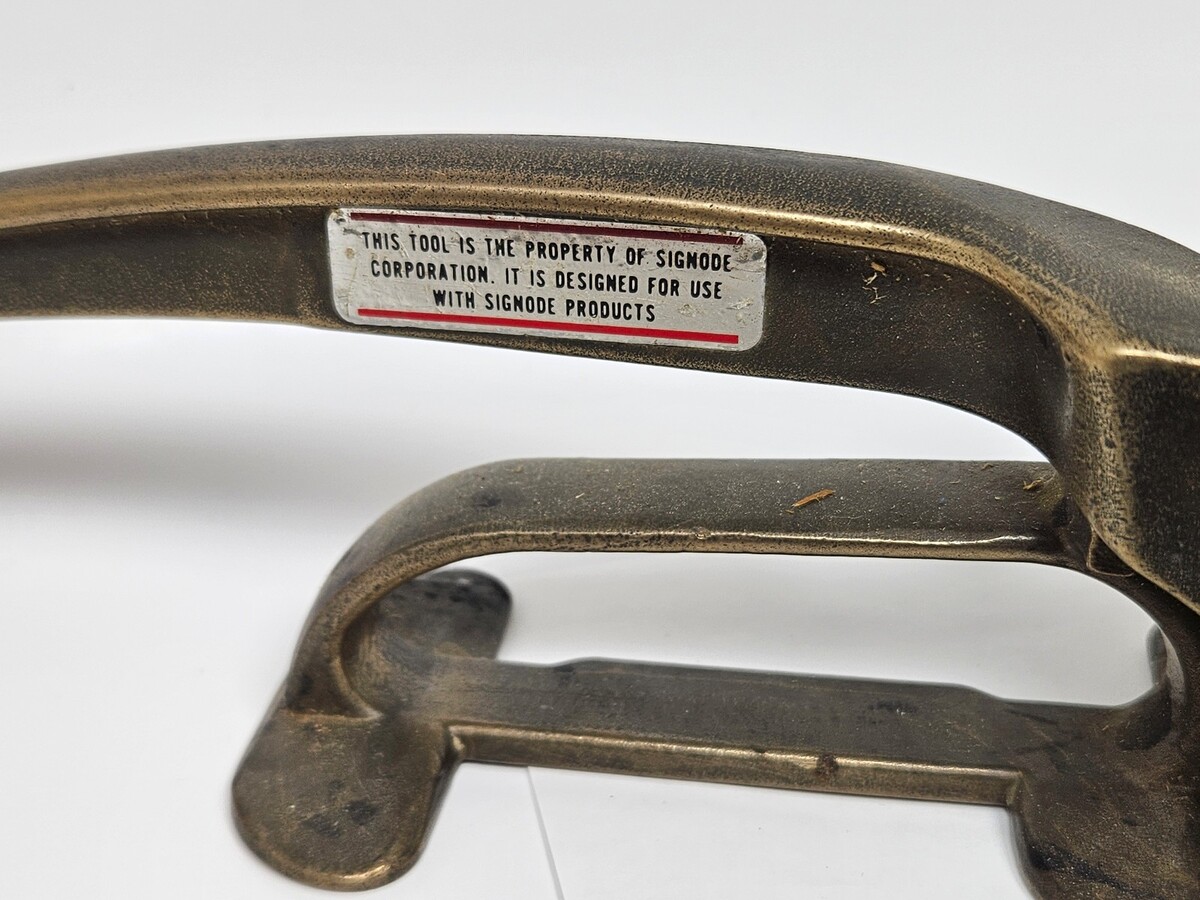 THIS TOOL IS THE PROPERTY OF SIGNODE
CORPORATION. IT IS DESIGNED FOR USE
WITH SIGNODE PRODUCTS